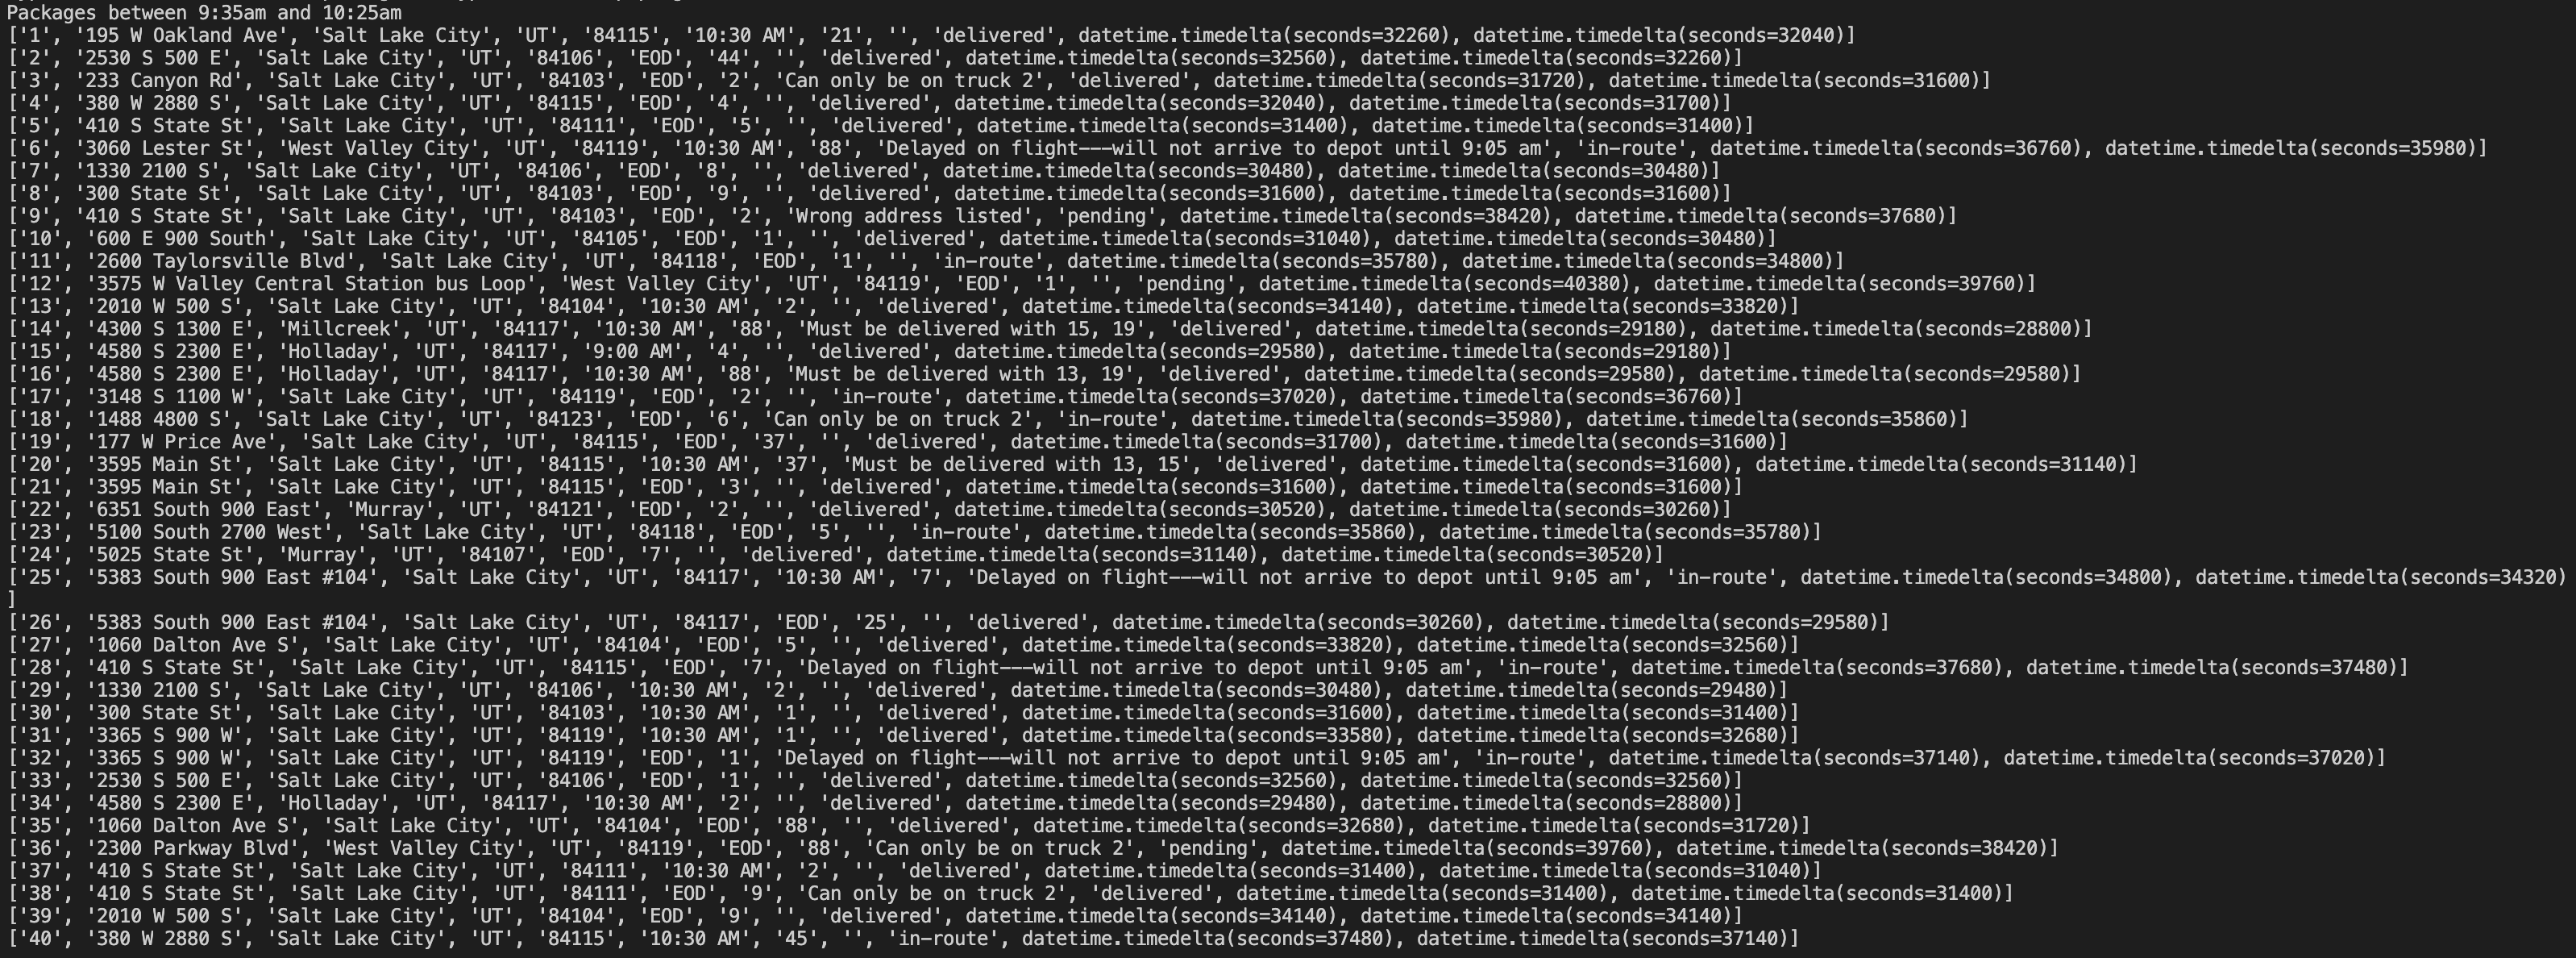 Packages between 9:35am and 10:25am
['1', '195 W Oakland Ave', 'Salt Lake City', 'UT', '84115', '10:30 AM', '21', '', 'delivered', datetime.timedelta(seconds=32260), datetime.timedelta(seconds=32040)]
['2', '2530 S 500 E', 'Salt Lake City', 'UT', '84106', 'EOD', '44', '', 'delivered', datetime.timedelta(seconds=32560), datetime.timedelta(seconds=32260)]
['3', '233 Canyon Rd', 'Salt Lake City', 'UT', '84103', 'EOD', '2', 'Can only be on truck 2', 'delivered', datetime.timedelta(seconds=31720), datetime.timedelta(seconds=31600)]
['4', '380 W 2880 S', 'Salt Lake City', 'UT', '84115', 'EOD', '4', '', 'delivered', datetime.timedelta(seconds=32040), datetime.timedelta(seconds=31700)]
['5', '410 S State St', 'Salt Lake City', 'UT', '84111', 'EOD', '5', '', 'delivered', datetime.timedelta(seconds=31400), datetime.timedelta(seconds=31400)]
['6', '3060 Lester St', 'West Valley City', 'UT', '84119', '10:30 AM', '88', 'Delayed on flight---will not arrive to depot until 9:05 am', 'in-route', datetime.timedelta(seconds=36760), datetime.timedelta(seconds=35980)]
['7', '1330 2100 S', 'Salt Lake City', 'UT', '84106', 'EOD', '8', '', 'delivered', datetime.timedelta(seconds=30480), datetime.timedelta(seconds=30480)]
['8', '300 State St', 'Salt Lake City', 'UT', '84103', 'EOD', '9', '', 'delivered', datetime.timedelta(seconds=31600), datetime.timedelta(seconds=31600)]
['9', '410 S State St', 'Salt Lake City', 'UT', '84103', 'EOD', '2', 'Wrong address listed', 'pending', datetime.timedelta(seconds=38420), datetime.timedelta(seconds=37680)]
['10', '600 E 900 South', 'Salt Lake City', 'UT', '84105', 'EOD', '1', '', 'delivered', datetime.timedelta(seconds=31040), datetime.timedelta(seconds=30480)]
['11', '2600 Taylorsville Blvd', 'Salt Lake City', 'UT', '84118', 'EOD', '1', '', 'in-route', datetime.timedelta(seconds=35780), datetime.timedelta(seconds=34800)]
['12', '3575 W Valley Central Station bus Loop', 'West Valley City', 'UT', '84119', 'EOD', '1', '', 'pending', datetime.timedelta(seconds=40380), datetime.timedelta(seconds=39760)]
['13', '2010 W 500 S', 'Salt Lake City', 'UT', '84104', '10:30 AM', '2', '', 'delivered', datetime.timedelta(seconds=34140), datetime.timedelta(seconds=33820)]
['14', '4300 S 1300 E', 'Millcreek', 'UT', '84117', '10:30 AM', '88', 'Must be delivered with 15, 19', 'delivered', datetime.timedelta(seconds=29180), datetime.timedelta(seconds=28800)]
['15', '4580 S 2300 E', 'Holladay', 'UT', '84117', '9:00 AM', '4', '', 'delivered', datetime.timedelta(seconds=29580), datetime.timedelta(seconds=29180)]
['16', '4580 S 2300 E', 'Holladay', 'UT', '84117', '10:30 AM', '88', 'Must be delivered with 13, 19', 'delivered', datetime.timedelta(seconds=29580), datetime.timedelta(seconds=29580)]
['17', '3148 S 1100 W', 'Salt Lake City', 'UT', '84119', 'EOD', '2', '', 'in-route', datetime.timedelta(seconds=37020), datetime.timedelta(seconds=36760)]
['18', '1488 4800 S', 'Salt Lake City', 'UT', '84123', 'EOD', '6', 'Can only be on truck 2', 'in-route', datetime.timedelta(seconds=35980), datetime.timedelta(seconds=35860)]
['19', '177 W Price Ave', 'Salt Lake City', 'UT', '84115', 'EOD', '37', '', 'delivered', datetime.timedelta(seconds=31700), datetime.timedelta(seconds=31600)]
['20', '3595 Main St', 'Salt Lake City', 'UT', '84115', '10:30 AM', '37', 'Must be delivered with 13, 15', 'delivered', datetime.timedelta(seconds=31600), datetime.timedelta(seconds=31140)]
['21', '3595 Main St', 'Salt Lake City', 'UT', '84115', 'EOD', '3', '', 'delivered', datetime.timedelta(seconds=31600), datetime.timedelta(seconds=31600)]
['22', '6351 South 900 East', 'Murray', 'UT', '84121', 'EOD', '2', '', 'delivered', datetime.timedelta(seconds=30520), datetime.timedelta(seconds=30260)]
['23', '5100 South 2700 West', 'Salt Lake City', 'UT', '84118', 'EOD', '5', '', 'in-route', datetime.timedelta(seconds=35860), datetime.timedelta(seconds=35780)]
['24', '5025 State St', 'Murray', 'UT', '84107', 'EOD', '7', '', 'delivered', datetime.timedelta(seconds=31140), datetime.timedelta(seconds=30520)]
['25', '5383 South 900 East #104', 'Salt Lake City', 'UT', '84117', '10:30 AM', '7', 'Delayed on flight---will not arrive to depot until 9:05 am', 'in-route', datetime.timedelta(seconds=34800), datetime.timedelta(seconds=34320)
]
['26', '5383 South 900 East #104', 'Salt Lake City', 'UT', '84117', 'EOD', '25', '', 'delivered', datetime.timedelta(seconds=30260), datetime.timedelta(seconds=29580)]
['27', '1060 Dalton Ave S', 'Salt Lake City', 'UT', '84104', 'EOD', '5', '', 'delivered', datetime.timedelta(seconds=33820), datetime.timedelta(seconds=32560)]
['28', '410 S State St', 'Salt Lake City', 'UT', '84115', 'EOD', '7', 'Delayed on flight---will not arrive to depot until 9:05 am', 'in-route', datetime.timedelta(seconds=37680), datetime.timedelta(seconds=37480)]
['29', '1330 2100 S', 'Salt Lake City', 'UT', '84106', '10:30 AM', '2', '', 'delivered', datetime.timedelta(seconds=30480), datetime.timedelta(seconds=29480)]
['30', '300 State St', 'Salt Lake City', 'UT', '84103', '10:30 AM', '1', '', 'delivered', datetime.timedelta(seconds=31600), datetime.timedelta(seconds=31400)]
['31', '3365 S 900 W', 'Salt Lake City', 'UT', '84119', '10:30 AM', '1', '', 'delivered', datetime.timedelta(seconds=33580), datetime.timedelta(seconds=32680)]
['32', '3365 S 900 W', 'Salt Lake City', 'UT', '84119', 'EOD', '1', 'Delayed on flight---will not arrive to depot until 9:05 am', 'in-route', datetime.timedelta(seconds=37140), datetime.timedelta(seconds=37020)]
['33', '2530 S 500 E', 'Salt Lake City', 'UT', '84106', 'EOD', '1', '', 'delivered', datetime.timedelta(seconds=32560), datetime.timedelta(seconds=32560)]
['34', '4580 S 2300 E', 'Holladay', 'UT', '84117', '10:30 AM', '2', '', 'delivered', datetime.timedelta(seconds=29480), datetime.timedelta(seconds=28800)]
['35', '1060 Dalton Ave S', 'Salt Lake City', 'UT', '84104', 'EOD', '88', '', 'delivered', datetime.timedelta(seconds=32680), datetime.timedelta(seconds=31720)]
['36', '2300 Parkway Blvd', 'West Valley City', 'UT', '84119', 'EOD', '88', 'Can only be on truck 2', 'pending', datetime.timedelta(seconds=39760), datetime.timedelta(seconds=38420)]
['37', '410 S State St', 'Salt Lake City', 'UT', '84111', '10:30 AM', '2', '', 'delivered', datetime.timedelta(seconds=31400), datetime.timedelta(seconds=31040)]
['38', '410 S State St', 'Salt Lake City', 'UT', '84111', 'EOD', '9', 'Can only be on truck 2', 'delivered', datetime.timedelta(seconds=31400), datetime.timedelta(seconds=31400)]
['39', '2010 W 500 S', 'Salt Lake City', 'UT', '84104', 'EOD', '9', '', 'delivered', datetime.timedelta(seconds=34140), datetime.timedelta(seconds=34140)]
['40', '380 W 2880 S', 'Salt Lake City', 'UT', '84115', '10:30 AM', '45', '', 'in-route', datetime.timedelta(seconds=37480), datetime.timedelta(seconds=37140)]